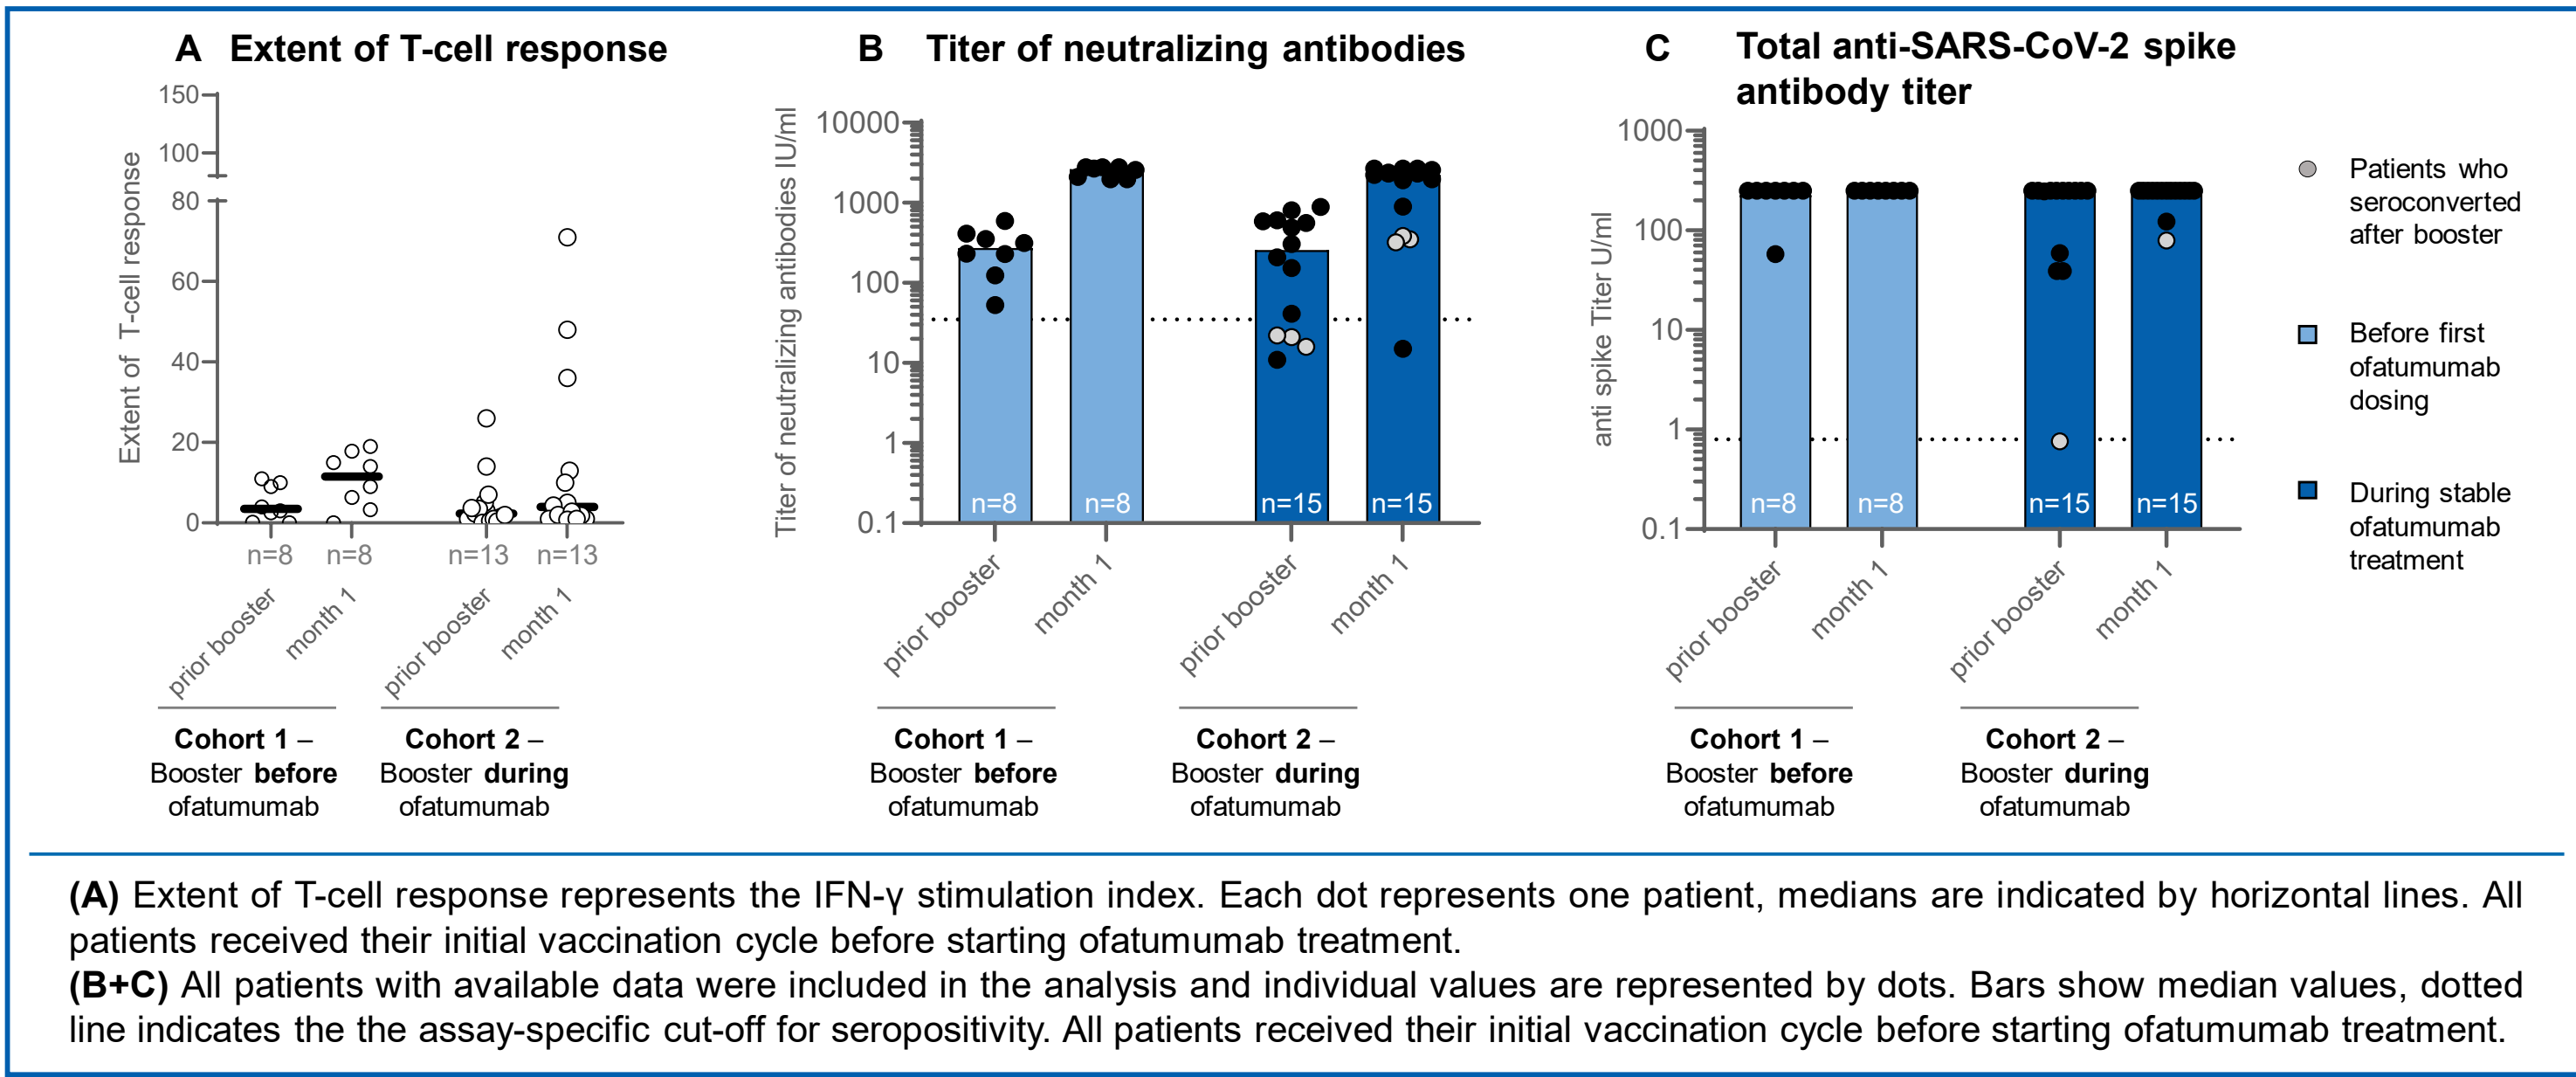 A Extent of T-cell response
Extent of T-cell response
150
100
80
60
40
20
0
n=8
n=8
n=13
n=13
prior booster
month 1
prior booster
month 1
Cohort 1 –
Booster before
ofatumumab
Cohort 2 –
Booster during
ofatumumab
B Titer of neutralizing antibodies
Titer of neutralizing antibodies IU/ml
10000
1000
100
10
1
0.1
n=8
n=8
n=15
n=15
prior booster
month 1
prior booster
month 1
Cohort 1 –
Booster before
ofatumumab
Cohort 2 –
Booster during
ofatumumab
C Total anti-SARS-CoV-2 spike
antibody titer
anti spike Titer U/ml
1000
100
10
1
0.1
n=8
n=8
n=15
n=15
prior booster
month 1
prior booster
month 1
Cohort 1 –
Booster before
ofatumumab
Cohort 2 –
Booster during
ofatumumab
Patients who
seroconverted
after booster
Before first
ofatumumab
dosing
During stable
ofatumumab
treatment
(A) Extent of T-cell response represents the IFN-γ stimulation index. Each dot represents one patient, medians are indicated by horizontal lines. All
patients received their initial vaccination cycle before starting ofatumumab treatment.
(B+C) All patients with available data were included in the analysis and individual values are represented by dots. Bars show median values, dotted
line indicates the the assay-specific cut-off for seropositivity. All patients received their initial vaccination cycle before starting ofatumumab treatment.